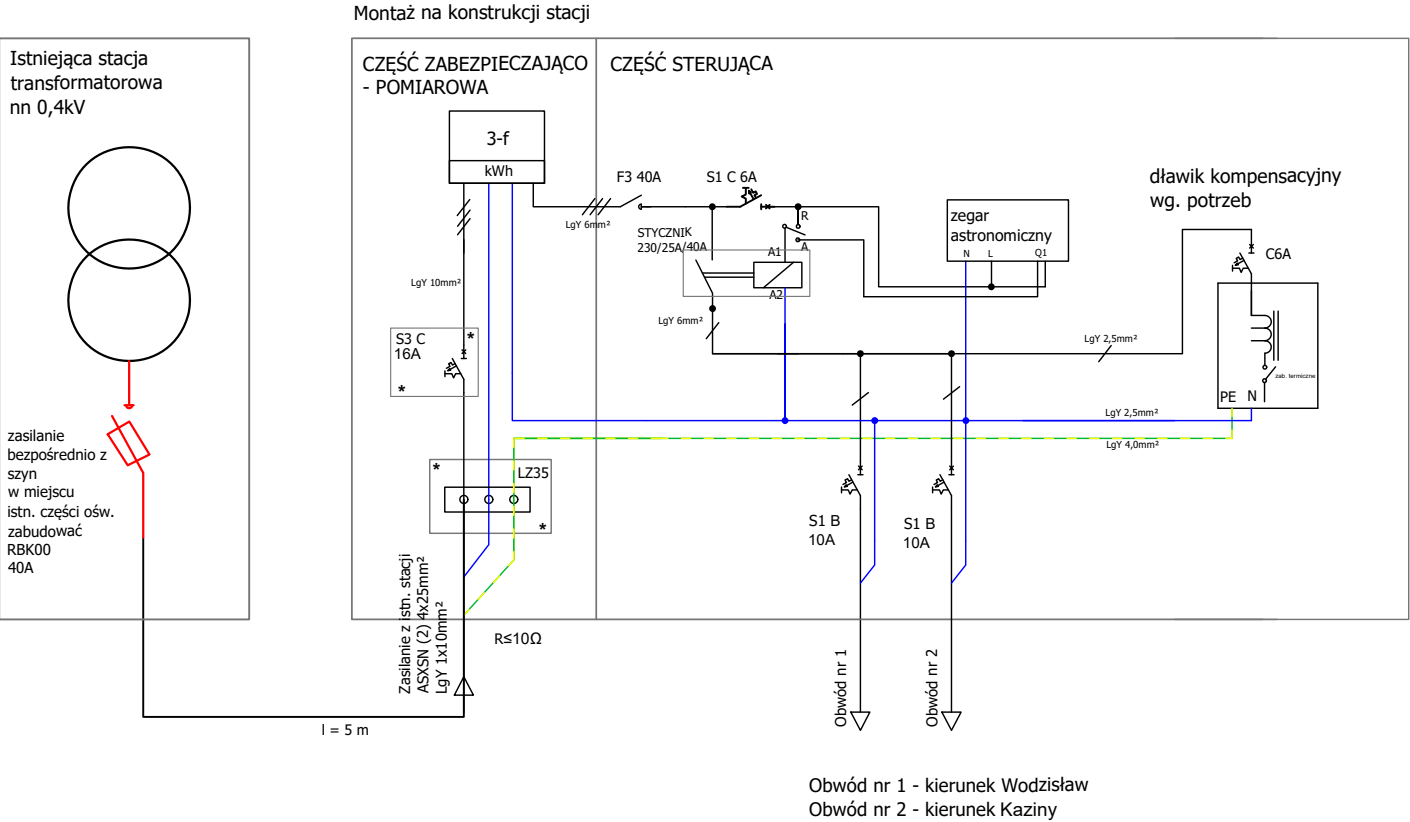 Montaż na konstrukcji stacji
Istniejąca stacja
transformatorowa
nn 0,4kV
zasilanie
bezpośrednio z
szyn
w miejscu
istn. części ośw.
zabudować
RBK00
40A
CZĘŚĆ ZABEZPIECZAJĄCO
- POMIAROWA
3-f
kWh
LgY 10mm²
S3 C
16A
*
*
*
LZ35
*
Zasilanie z istn. stacji
ASXSN (2) 4x25mm²
LgY 1x10mm²
R≤10Ω
l = 5 m
CZĘŚĆ STERUJĄCA
F3 40A
LgY 6mm²
S1 C 6A
STYCZNIK
230/25A/40A
R
A
A1
A2
LgY 6mm²
zegar
astronomiczny
N L Q1
dławik kompensacyjny
wg. potrzeb
C6A
zab. termiczne
PE N
LgY 2,5mm²
LgY 2,5mm²
LgY 4,0mm²
S1 B
10A
S1 B
10A
Obwód nr 1
Obwód nr 2
Obwód nr 1 - kierunek Wodzisław
Obwód nr 2 - kierunek Kaziny